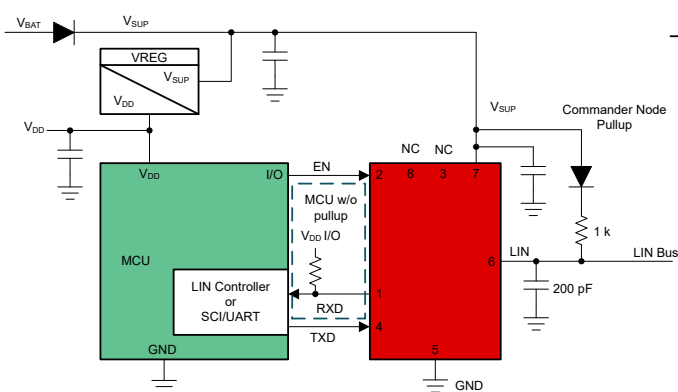 VBAT
VSUP
VREG
VSUP
VDD
VDD
VSUP
Commander Node
Pullup
NC
NC
EN
VDD
I/O
2
8
3
7
MCU w/o
pullup
VDD I/O
1 k
MCU
LIN
LIN Bus
6
LIN Controller
or
SCI/UART
200 pF
1
RXD
TXD
4
GND
5
GND